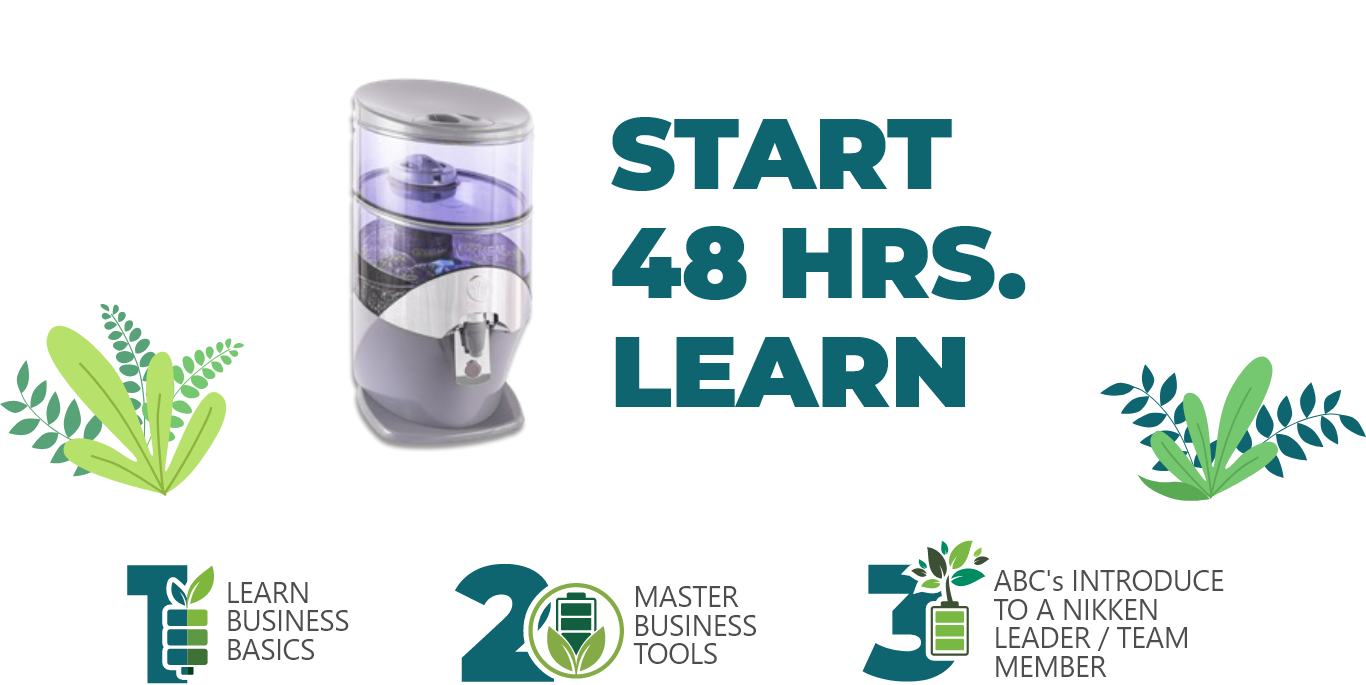 START
48 HRS.
LEARN
1
LEARN
BUSINESS
BASICS
2
MASTER
BUSINESS
TOOLS
3
ABC's INTRODUCE
TO A NIKKEN
LEADER / TEAM
MEMBER